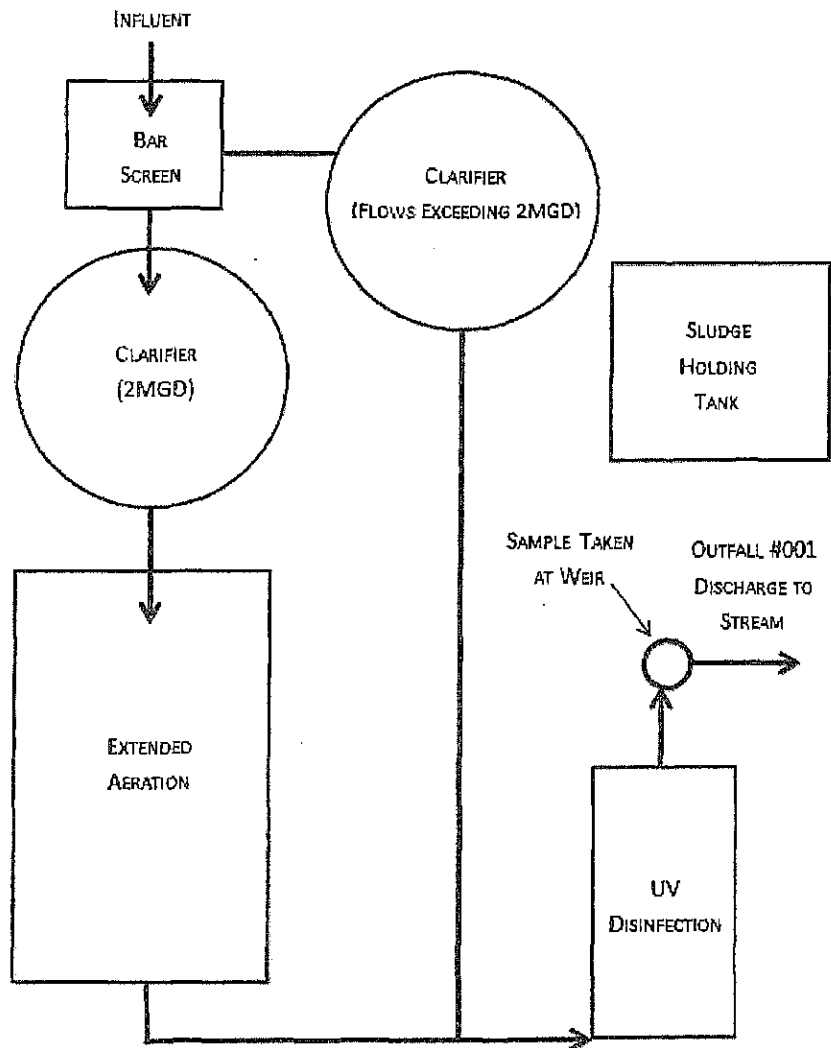 INFLUENT
BAR
SCREEN
CLARIFIER
(FLOWS EXCEEDING 2MGD)
CLARIFIER
(2MGD)
SLUDGE
HOLDING
TANK
SAMPLE TAKEN
AT WEIR
OUTFALL #001
DISCHARGE TO
STREAM
EXTENDED
AERATION
UV
DISINFECTION